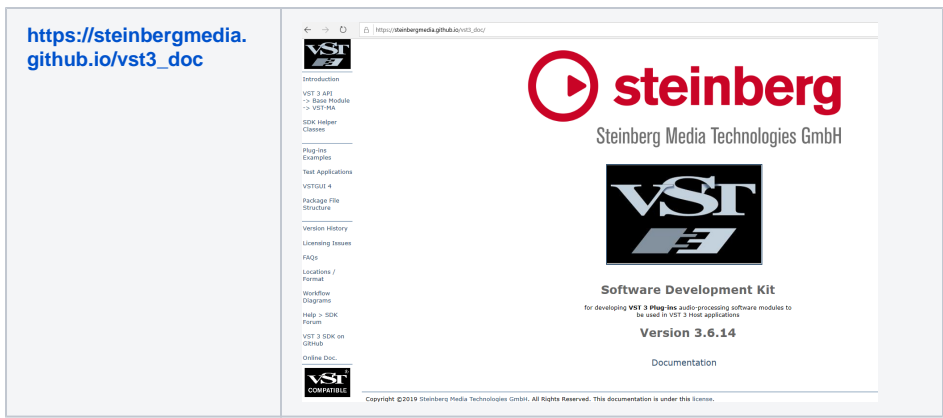 https://steinbergmedia.
github.io/vst3_doc
https://steinbergmedia.github.io/vst3_doc/
VST
Introduction
VST 3 API
-> Base Module
-> VST-MA
SDK Helper
Classes
Plug-ins
Examples
Test Applications
VSTGUI 4
Package File
Structure
Version History
Licensing Issues
FAQs
Locations /
Format
Workflow
Diagrams
Help > SDK
Forum
VST 3 SDK on
GitHub
Online Doc.
VST®
COMPATIBLE
steinberg
Steinberg Media Technologies GmbH
VST
Software Development Kit
for developing VST 3 Plug-ins audio-processing software modules to
be used in VST 3 Host applications
Version 3.6.14
Documentation
Copyright ©2019 Steinberg Media Technologies GmbH. All Rights Reserved. This documentation is under this license.